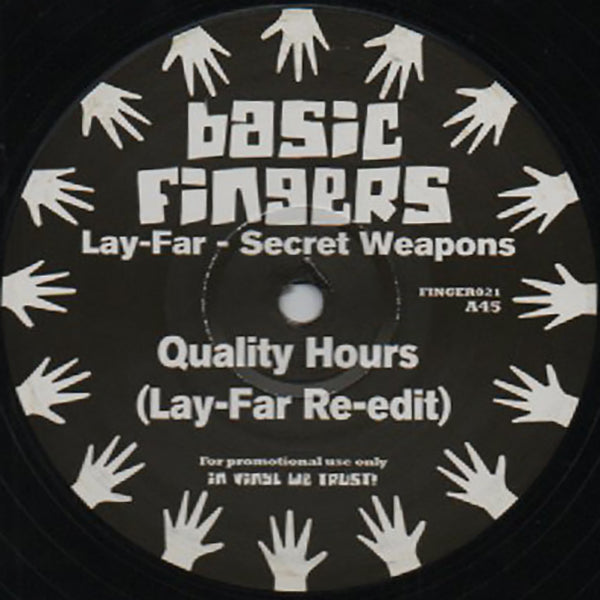 basic
fingers
Lay-Far - Secret Weapons
FINGER021
A45
Quality Hours
(Lay-Far Re-edit)
For promotional use only
IN VINYL WE TRUST!